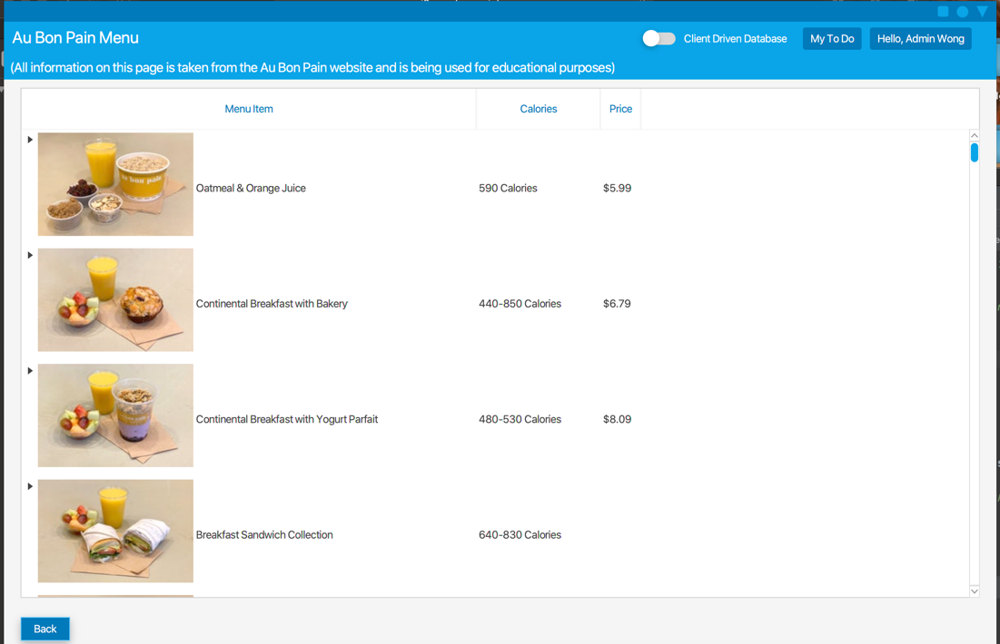 Au Bon Pain Menu
Client Driven Database
My To Do
Hello, Admin Wong
(All information on this page is taken from the Au Bon Pain website and is being used for educational purposes)
Menu Item
Calories
Price
au bon pain
Oatmeal & Orange Juice
590 Calories
$5.99
Continental Breakfast with Bakery
440-850 Calories
$6.79
Continental Breakfast with Yogurt Parfait
480-530 Calories
$8.09
Breakfast Sandwich Collection
640-830 Calories
Back